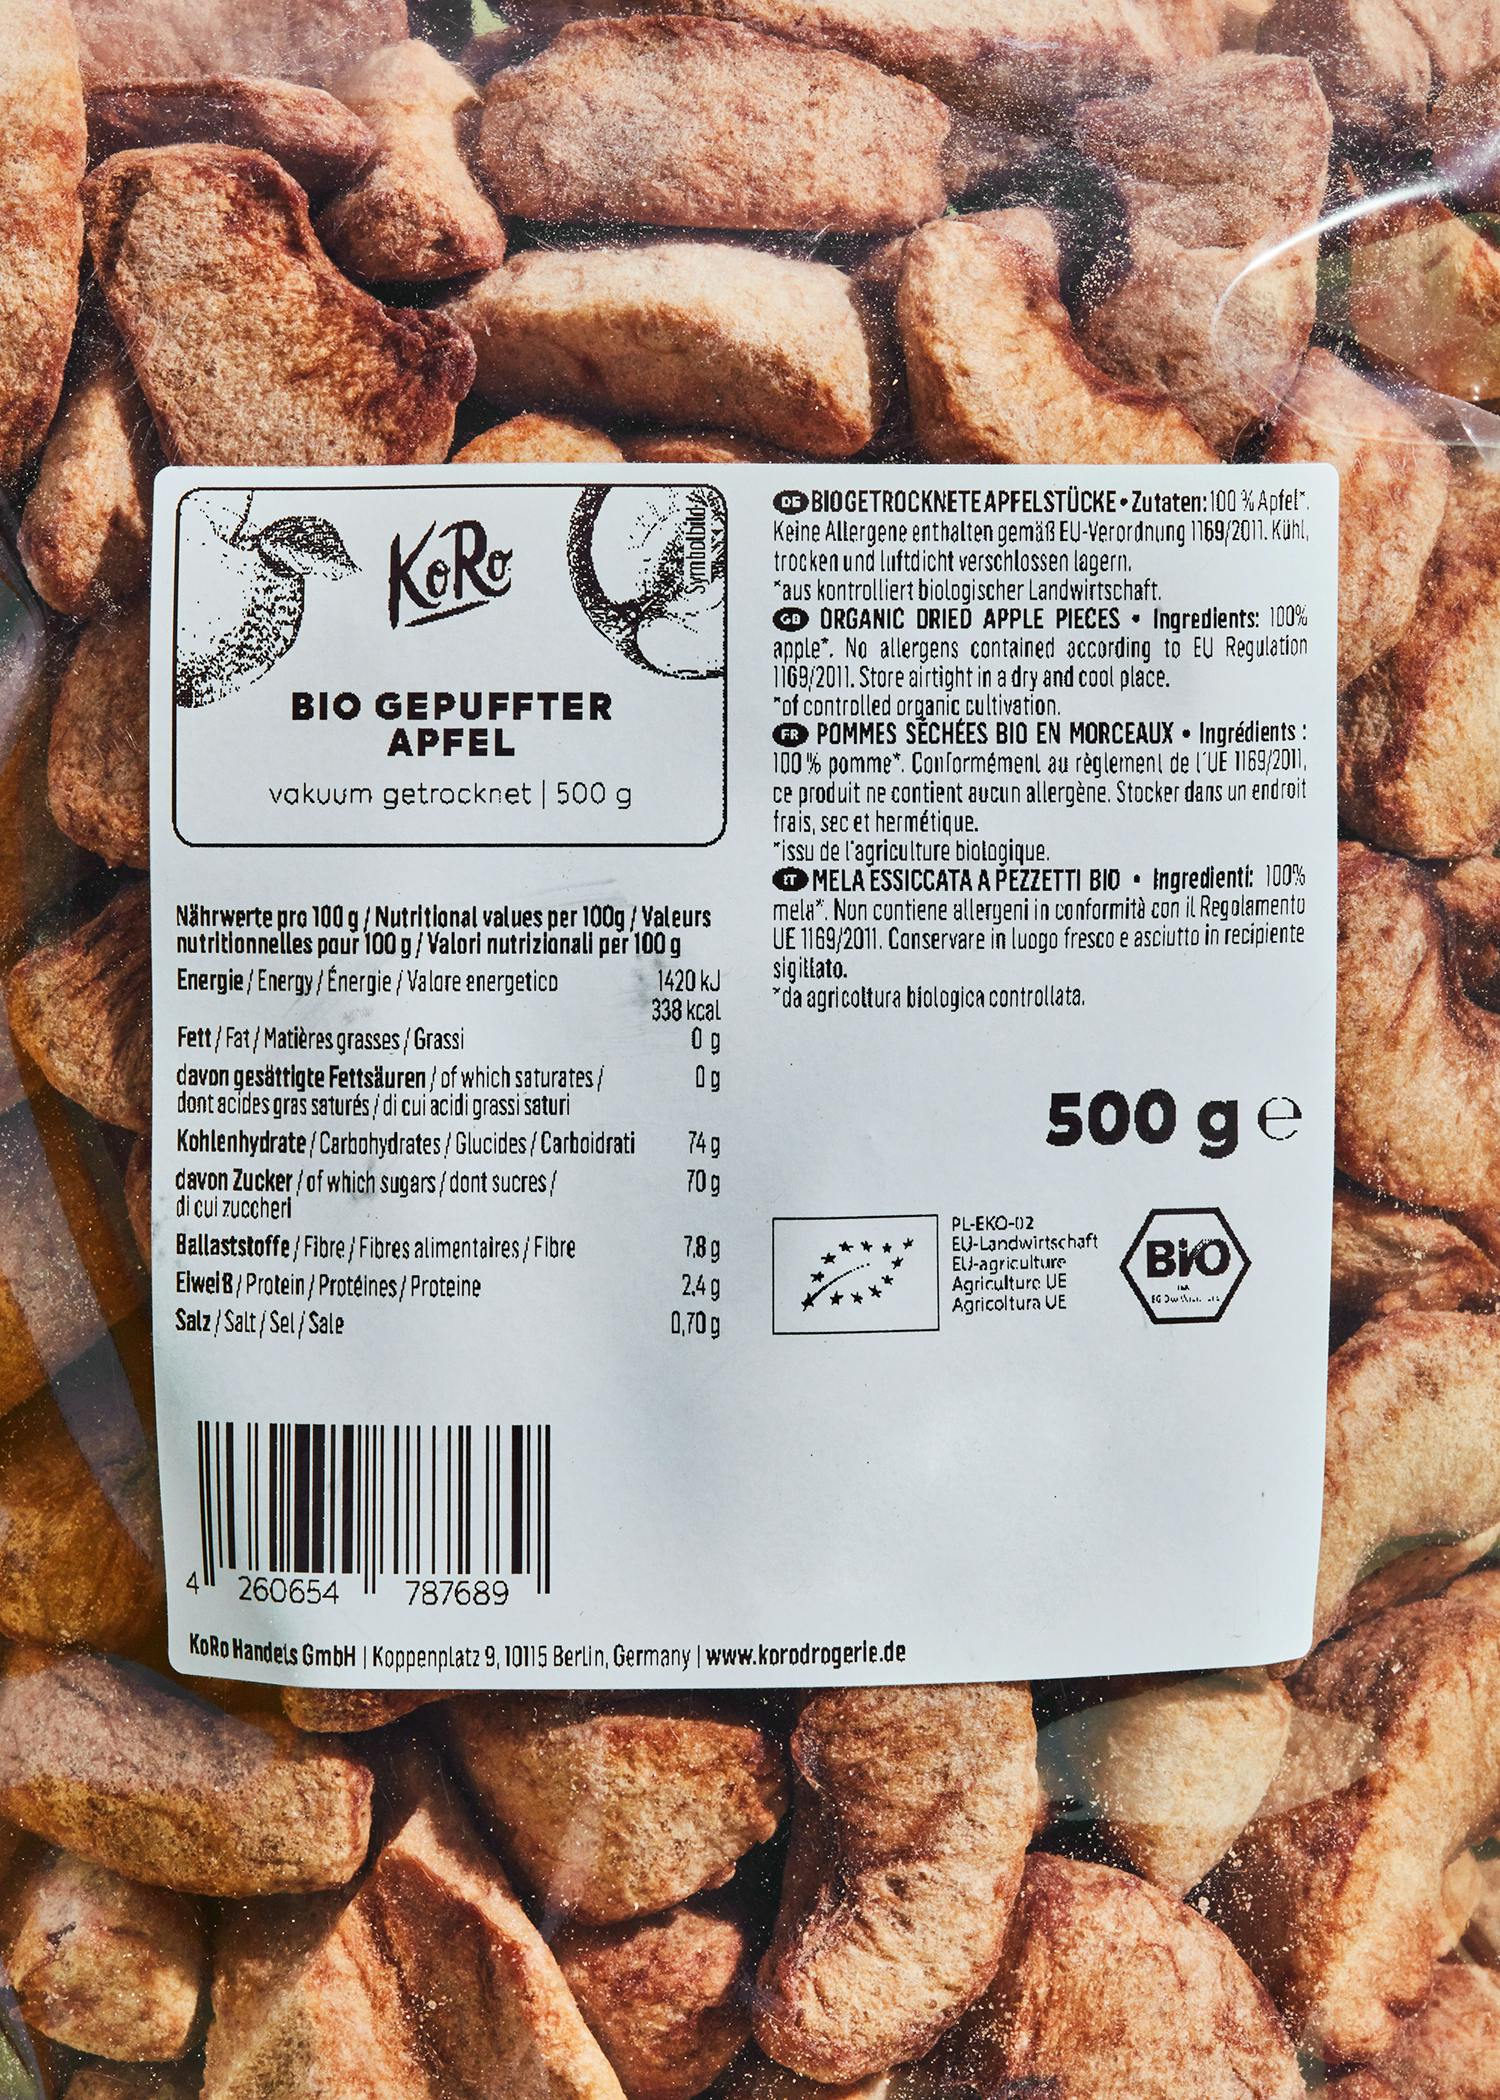 KoRo
Symbolbild
BIO GEPUFFTER
APFEL
vakuum getrocknet | 500 g
Nährwerte pro 100 g / Nutritional values per 100g / Valeurs
nutritionnelles pour 100 g / Valori nutrizionali per 100 g
Energie / Energy / Énergie / Valore energetico 1420 kJ
338 kcal
Fett / Fat / Matières grasses / Grassi 0 g
davon gesättigte Fettsäuren / of which saturates / 0 g
dont acides gras saturés / di cui acidi grassi saturi
Kohlenhydrate / Carbohydrates / Glucides / Carboidrati 74 g
davon Zucker / of which sugars / dont sucres / 70 g
di cui zuccheri
Ballaststoffe / Fibre / Fibres alimentaires / Fibre 7.8 g
Eiweiß / Protein / Protéines / Proteine 2.4 g
Salz / Salt / Sel / Sale 0,70 g
4 260654 787689
KoRo Handels GmbH | Koppenplatz 9, 10115 Berlin, Germany | www.korodrogerie.de
DE BIO GETROCKNETE APFELSTÜCKE • Zutaten: 100 % Apfel*.
Keine Allergene enthalten gemäß EU-Verordnung 1169/2011. Kühl,
trocken und luftdicht verschlossen lagern.
*aus kontrolliert biologischer Landwirtschaft.
GB ORGANIC DRIED APPLE PIECES • Ingredients: 100%
apple*. No allergens contained according to EU Regulation
1169/2011. Store airtight in a dry and cool place.
*of controlled organic cultivation.
FR POMMES SÉCHÉES BIO EN MORCEAUX • Ingrédients :
100 % pomme*. Conformément au règlement de l'UE 1169/2011,
ce produit ne contient aucun allergène. Stocker dans un endroit
frais, sec et hermétique.
*issu de l'agriculture biologique.
IT MELA ESSICCATA A PEZZETTI BIO • Ingredienti: 100%
mela*. Non contiene allergeni in conformità con il Regolamento
UE 1169/2011. Conservare in luogo fresco e asciutto in recipiente
sigillato.
*da agricoltura biologica controllata.
500 g e
PL-EKO-02
EU-Landwirtschaft
EU-agriculture
Agriculture UE
Agricoltura UE
BIO